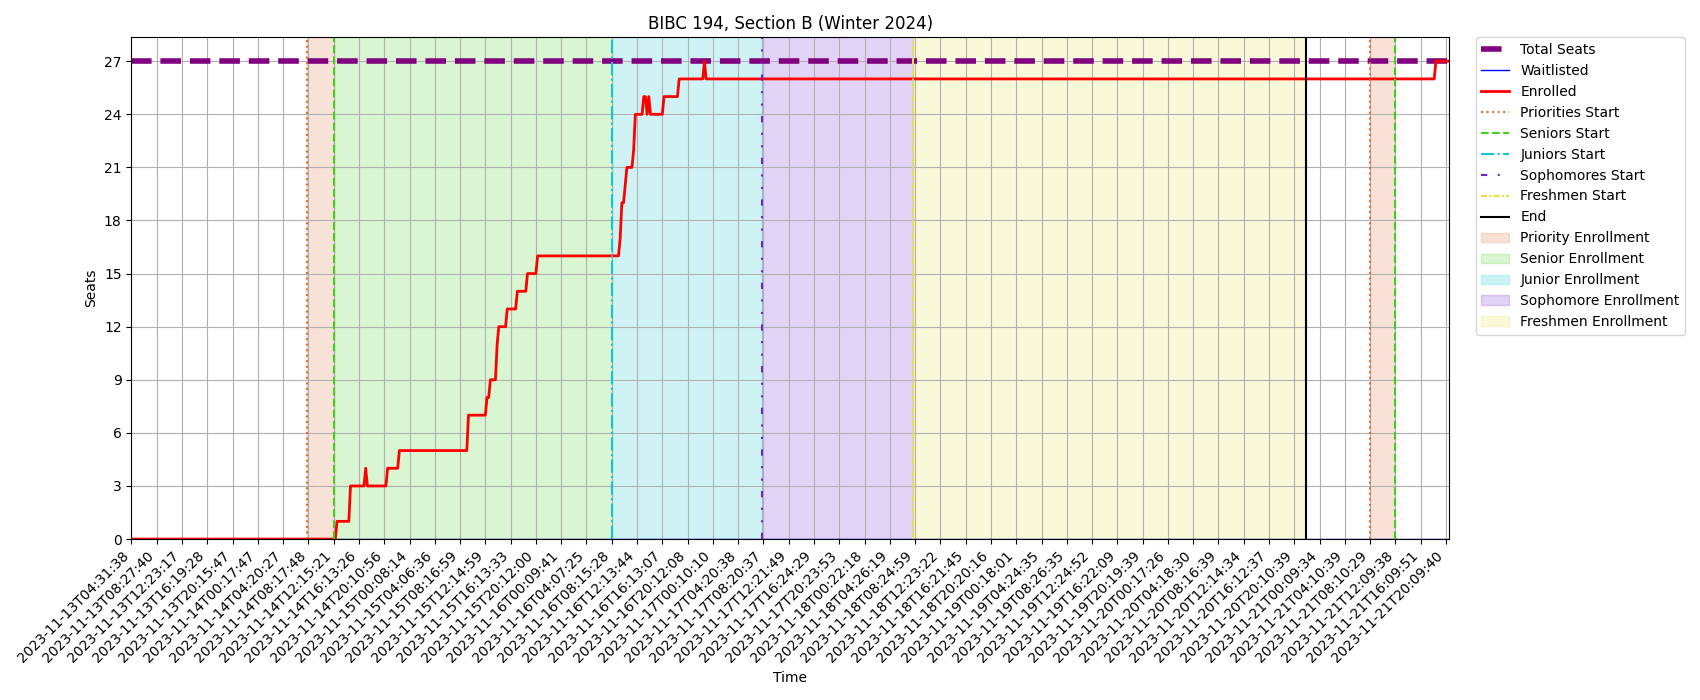 BIBC 194, Section B (Winter 2024)
27
24
21
18
15
12
9
6
3
0
Seats
2023-11-13T04:31:38
2023-11-13T08:27:40
2023-11-13T12:23:17
2023-11-13T16:19:28
2023-11-13T20:15:47
2023-11-14T00:17:47
2023-11-14T04:20:27
2023-11-14T08:17:48
2023-11-14T12:15:21
2023-11-14T16:13:26
2023-11-14T20:10:56
2023-11-15T00:08:14
2023-11-15T04:06:36
2023-11-15T08:16:59
2023-11-15T12:14:59
2023-11-15T16:13:33
2023-11-15T20:12:00
2023-11-16T00:09:41
2023-11-16T04:07:25
2023-11-16T08:15:28
2023-11-16T12:13:44
2023-11-16T16:13:07
2023-11-16T20:12:08
2023-11-17T00:10:10
2023-11-17T04:20:38
2023-11-17T08:20:37
2023-11-17T12:21:49
2023-11-17T16:24:29
2023-11-17T20:23:53
2023-11-18T00:22:18
2023-11-18T04:26:19
2023-11-18T08:24:59
2023-11-18T12:23:22
2023-11-18T16:21:45
2023-11-18T20:20:16
2023-11-19T00:18:01
2023-11-19T04:24:35
2023-11-19T08:26:35
2023-11-19T12:24:52
2023-11-19T16:22:09
2023-11-19T20:19:39
2023-11-20T00:17:26
2023-11-20T04:18:30
2023-11-20T08:16:39
2023-11-20T12:14:34
2023-11-20T16:12:37
2023-11-20T20:10:39
2023-11-21T00:09:34
2023-11-21T04:10:39
2023-11-21T08:10:29
2023-11-21T12:09:38
2023-11-21T16:09:51
2023-11-21T20:09:40
Time
Total Seats
Waitlisted
Enrolled
Priorities Start
Seniors Start
Juniors Start
Sophomores Start
Freshmen Start
End
Priority Enrollment
Senior Enrollment
Junior Enrollment
Sophomore Enrollment
Freshmen Enrollment